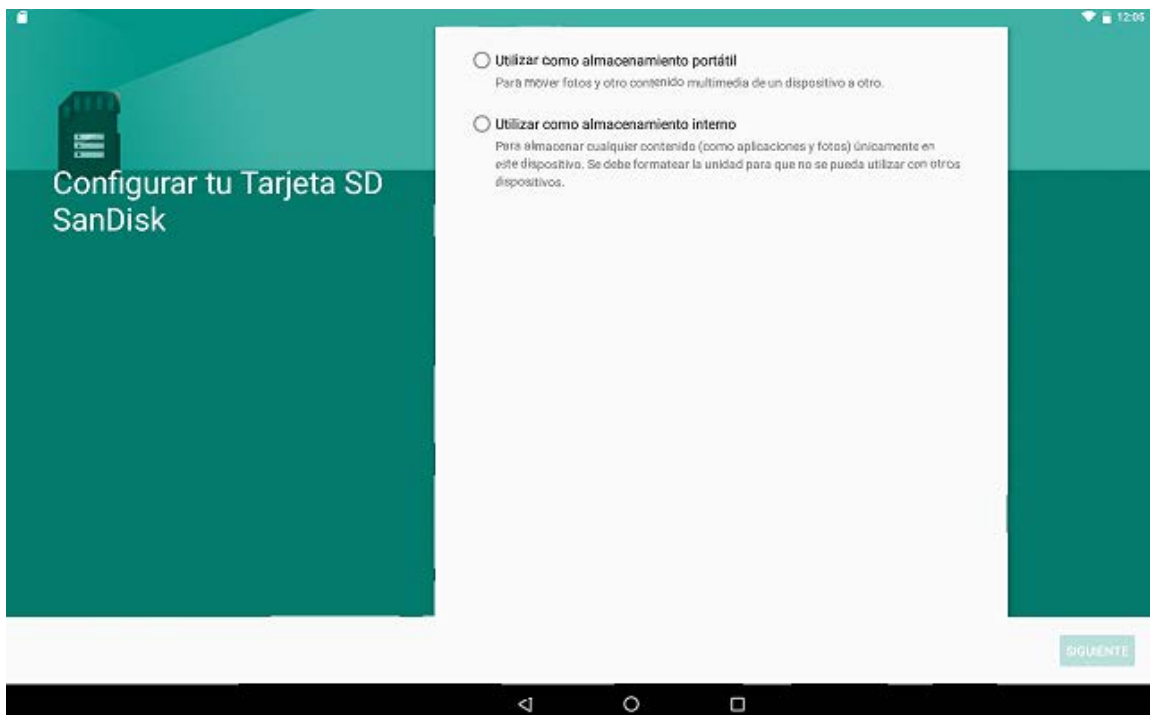 12:05
Configurar tu Tarjeta SD
SanDisk
Utilizar como almacenamiento portátil
Para mover fotos y otro contenido multimedia de un dispositivo a otro.
Utilizar como almacenamiento interno
Para almacenar cualquier contenido (como aplicaciones y fotos) únicamente en
este dispositivo. Se debe formatear la unidad para que no se pueda utilizar con otros
dispositivos.
SIGUIENTE